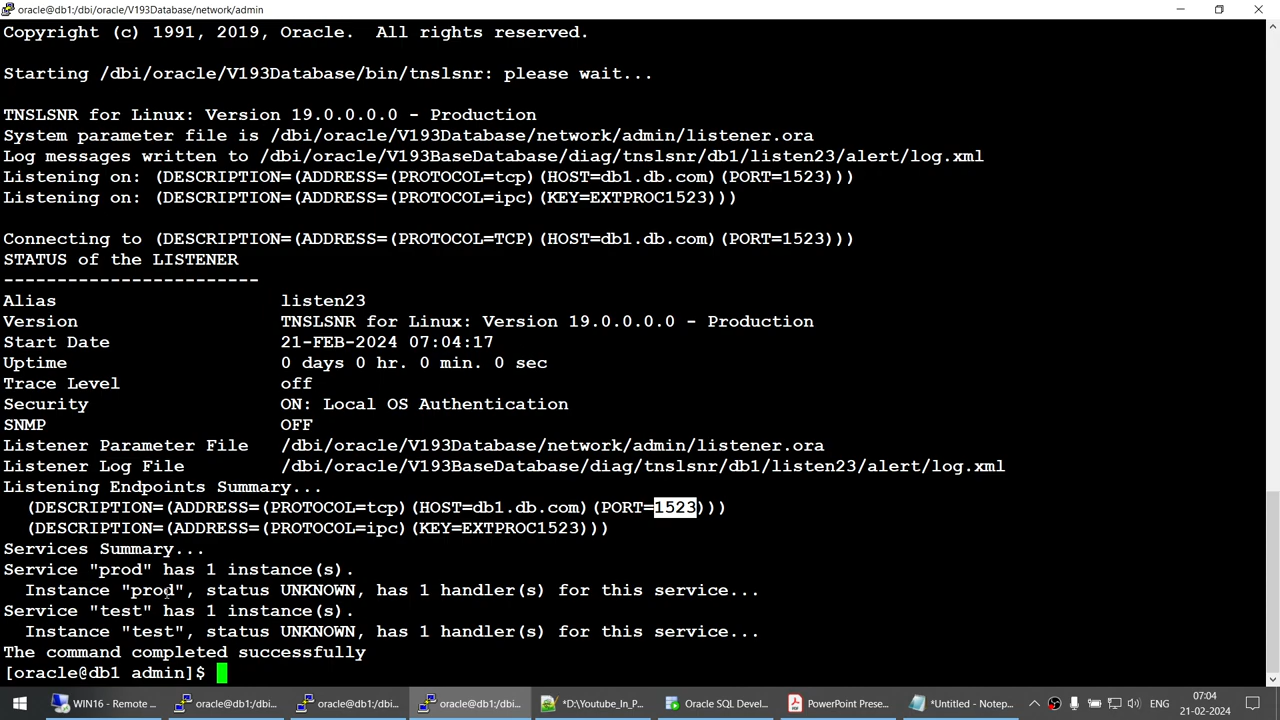 oracle@db1:/dbi/oracle/V193Database/network/admin
Copyright (c) 1991, 2019, Oracle.  All rights reserved.
Starting /dbi/oracle/V193Database/bin/tnslsnr: please wait...
TNSLSNR for Linux: Version 19.0.0.0.0 - Production
System parameter file is /dbi/oracle/V193Database/network/admin/listener.ora
Log messages written to /dbi/oracle/V193BaseDatabase/diag/tnslsnr/db1/listen23/alert/log.xml
Listening on: (DESCRIPTION=(ADDRESS=(PROTOCOL=tcp)(HOST=db1.db.com)(PORT=1523)))
Listening on: (DESCRIPTION=(ADDRESS=(PROTOCOL=ipc)(KEY=EXTPROC1523)))
Connecting to (DESCRIPTION=(ADDRESS=(PROTOCOL=TCP)(HOST=db1.db.com)(PORT=1523)))
STATUS of the LISTENER
------------------------
Alias                     listen23
Version                   TNSLSNR for Linux: Version 19.0.0.0.0 - Production
Start Date                21-FEB-2024 07:04:17
Uptime                    0 days 0 hr. 0 min. 0 sec
Trace Level               off
Security                  ON: Local OS Authentication
SNMP                      OFF
Listener Parameter File   /dbi/oracle/V193Database/network/admin/listener.ora
Listener Log File         /dbi/oracle/V193BaseDatabase/diag/tnslsnr/db1/listen23/alert/log.xml
Listening Endpoints Summary...
  (DESCRIPTION=(ADDRESS=(PROTOCOL=tcp)(HOST=db1.db.com)(PORT=1523)))
  (DESCRIPTION=(ADDRESS=(PROTOCOL=ipc)(KEY=EXTPROC1523)))
Services Summary...
Service "prod" has 1 instance(s).
  Instance "prod", status UNKNOWN, has 1 handler(s) for this service...
Service "test" has 1 instance(s).
  Instance "test", status UNKNOWN, has 1 handler(s) for this service...
The command completed successfully
[oracle@db1 admin]$
WIN16 - Remote ... oracle@db1:/dbi... oracle@db1:/dbi... oracle@db1:/dbi... *D:\Youtube_In_P... Oracle SQL Devel... PowerPoint Prese... *Untitled - Notep... ENG 07:04
21-02-2024